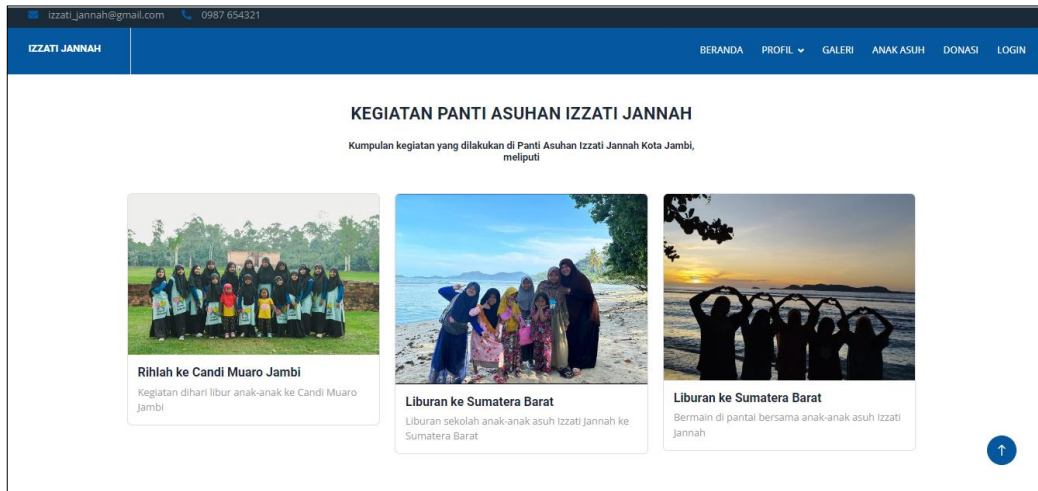 izzati_jannah@gmail.com 0987 654321
IZZATI JANNAH
BERANDA PROFIL GALERI ANAK ASUH DONASI LOGIN
KEGIATAN PANTI ASUHAN IZZATI JANNAH
Kumpulan kegiatan yang dilakukan di Panti Asuhan Izzati Jannah Kota Jambi,
meliputi
Rihlah ke Candi Muaro Jambi
Kegiatan dihari libur anak-anak ke Candi Muaro
Jambi
Liburan ke Sumatera Barat
Liburan sekolah anak-anak asuh Izzati Jannah ke
Sumatera Barat
Liburan ke Sumatera Barat
Bermain di pantai bersama anak-anak asuh Izzati
Jannah